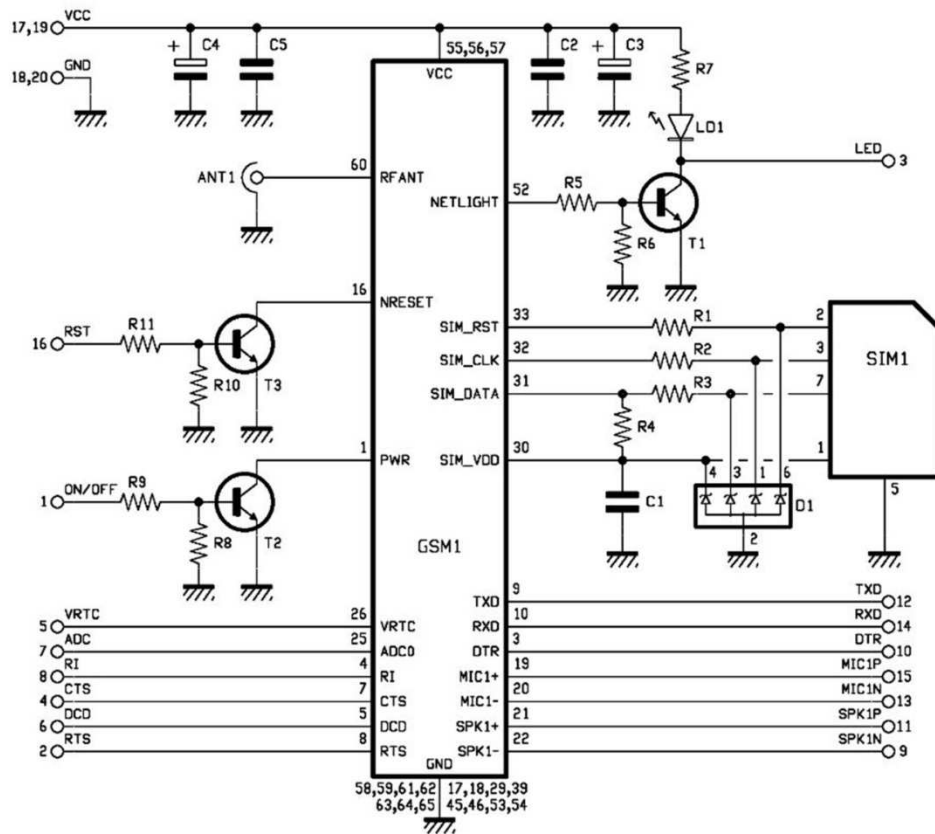 VCC
17,19
GND
18,20
C4
C5
C2
C3
R7
LD1
LED
3
55,56,57
VCC
ANT1
60
RFANT
NETLIGHT
52
R5
R6
T1
16
NRESET
RST
16
R11
R10
T3
SIM_RST
33
R1
2
SIM_CLK
32
R2
3
SIM_DATA
31
R3
7
R4
SIM1
1
PWR
SIM_VDD
30
4
3
1
6
1
5
D1
2
C1
ON/OFF
1
R9
R8
T2
GSM1
TXD
9
TXD
12
RXD
10
RXD
14
DTR
3
DTR
10
MIC1+
19
MIC1P
15
MIC1-
20
MIC1N
13
SPK1+
21
SPK1P
11
SPK1-
22
SPK1N
9
VRTC
5
26
VRTC
ADC
7
25
ADC0
RI
8
4
RI
CTS
4
7
CTS
DCD
6
5
DCD
RTS
2
8
RTS
GND
58,59,61,62
63,64,65
17,18,29,39
45,46,53,54
+
+